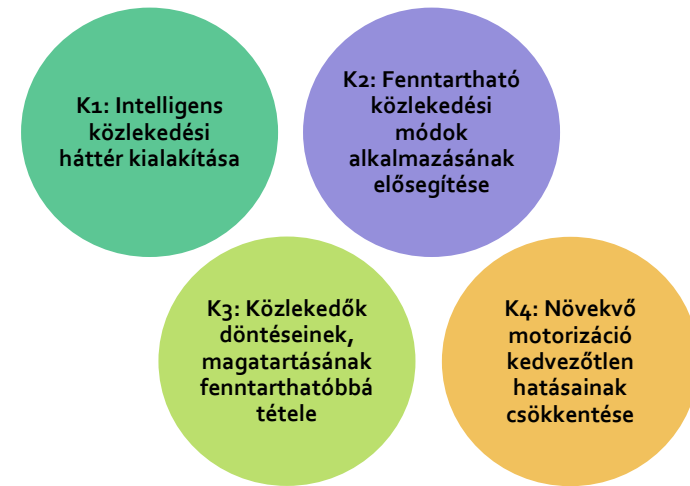 K1: Intelligens
közlekedési
háttér kialakítása
K2: Fenntartható
közlekedési
módok
alkalmazásának
elősegítése
K3: Közlekedők
döntéseinek,
magatartásának
fenntarthatóbbá
tétele
K4: Növekvő
motorizáció
kedvezőtlen
hatásainak
csökkentése